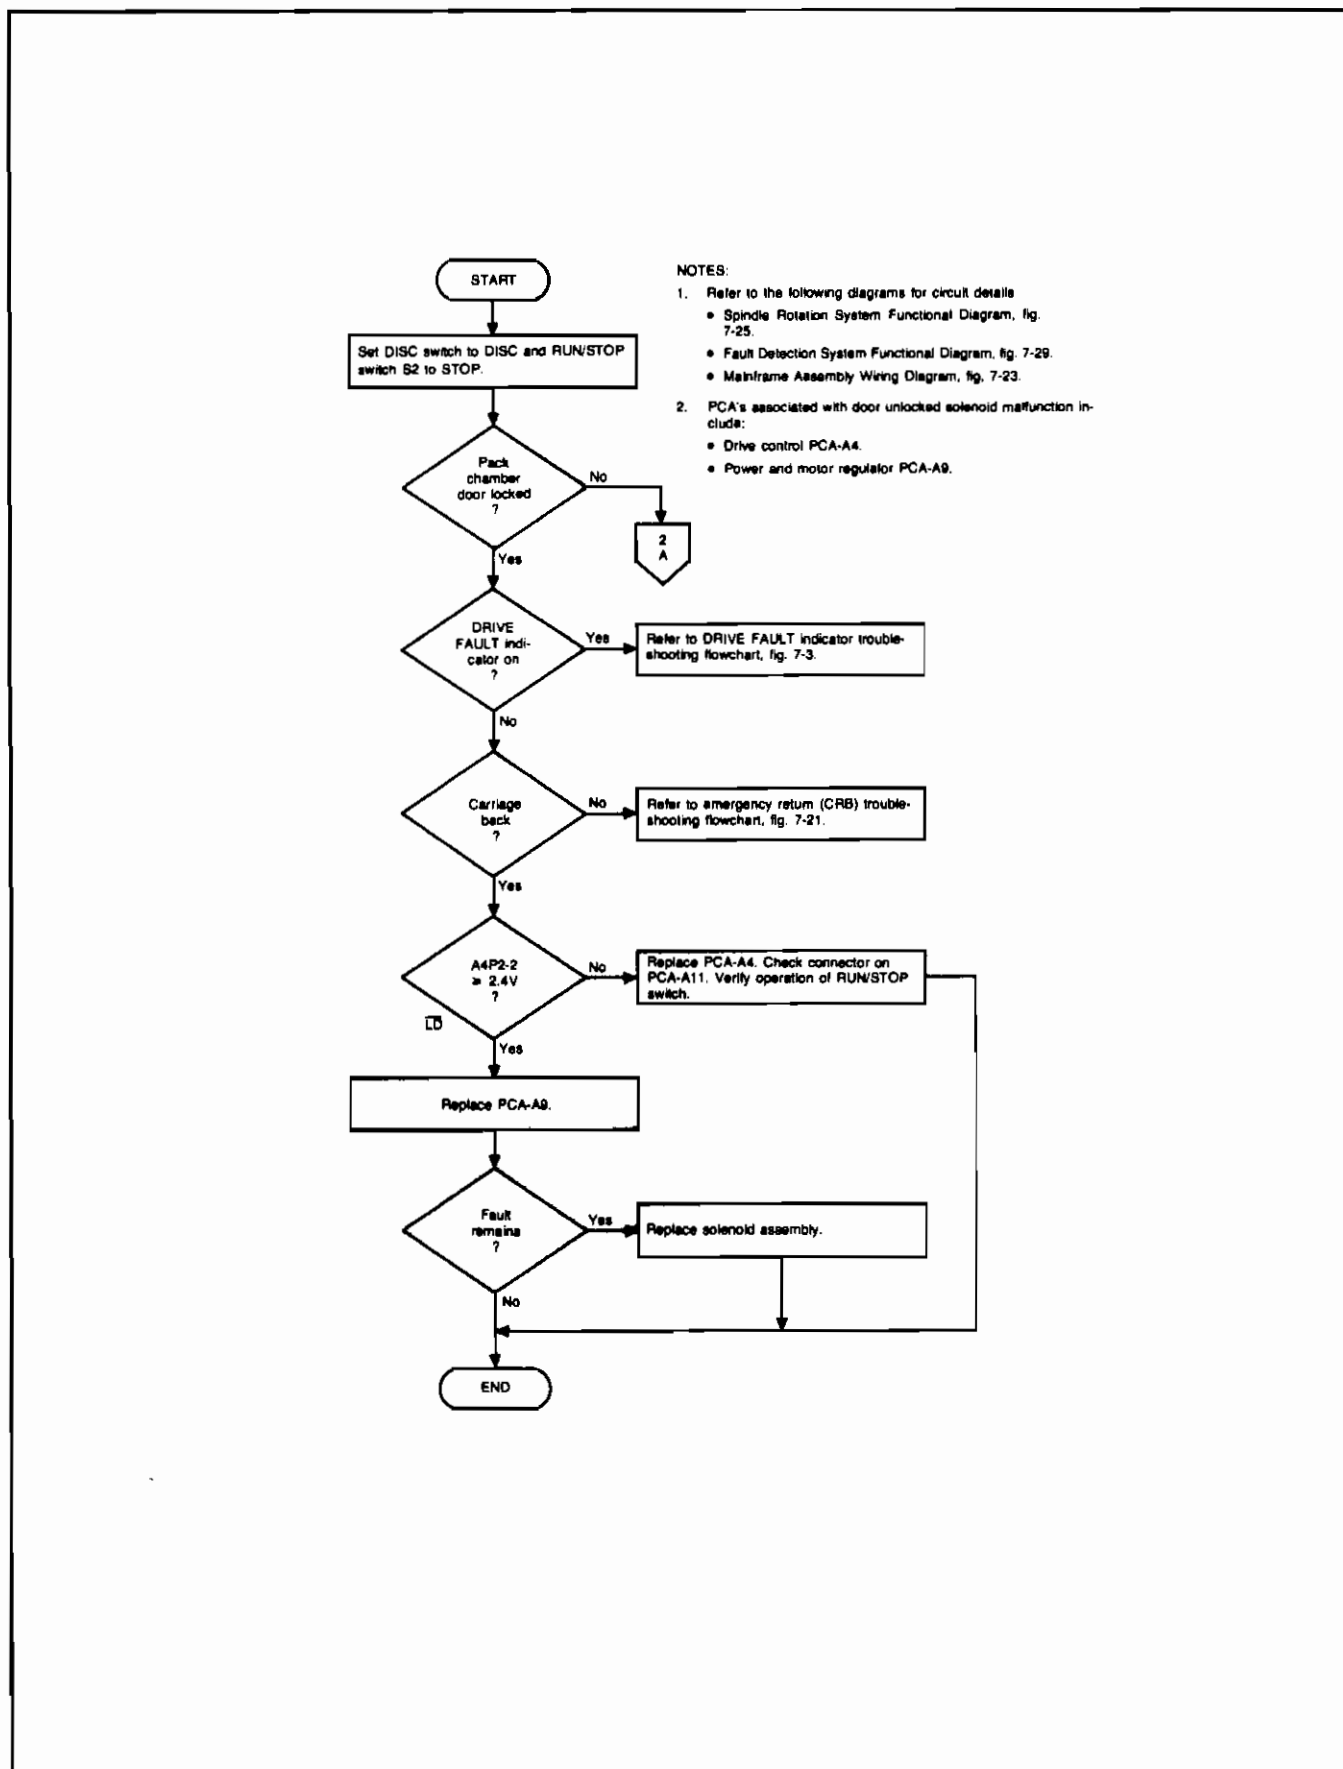 START
Set DISC switch to DISC and RUN/STOP
switch S2 to STOP.
NOTES:
1. Refer to the following diagrams for circuit details
• Spindle Rotation System Functional Diagram, fig.
7-25.
• Fault Detection System Functional Diagram, fig. 7-29.
• Mainframe Assembly Wiring Diagram, fig. 7-23.
2. PCA's associated with door unlocked solenoid malfunction in-
clude:
• Drive control PCA-A4.
• Power and motor regulator PCA-A9.
Pack
chamber
door locked
?
No
2
A
Yes
DRIVE
FAULT indi-
cator on
?
Yes
Refer to DRIVE FAULT indicator trouble-
shooting flowchart, fig. 7-3.
No
Carriage
back
?
No
Refer to emergency return (CRB) trouble-
shooting flowchart, fig. 7-21.
Yes
A4P2-2
≥ 2.4V
?
No
Replace PCA-A4. Check connector on
PCA-A11. Verify operation of RUN/STOP
switch.
L̅D̅
Yes
Replace PCA-A9.
Fault
remains
?
Yes
Replace solenoid assembly.
No
END